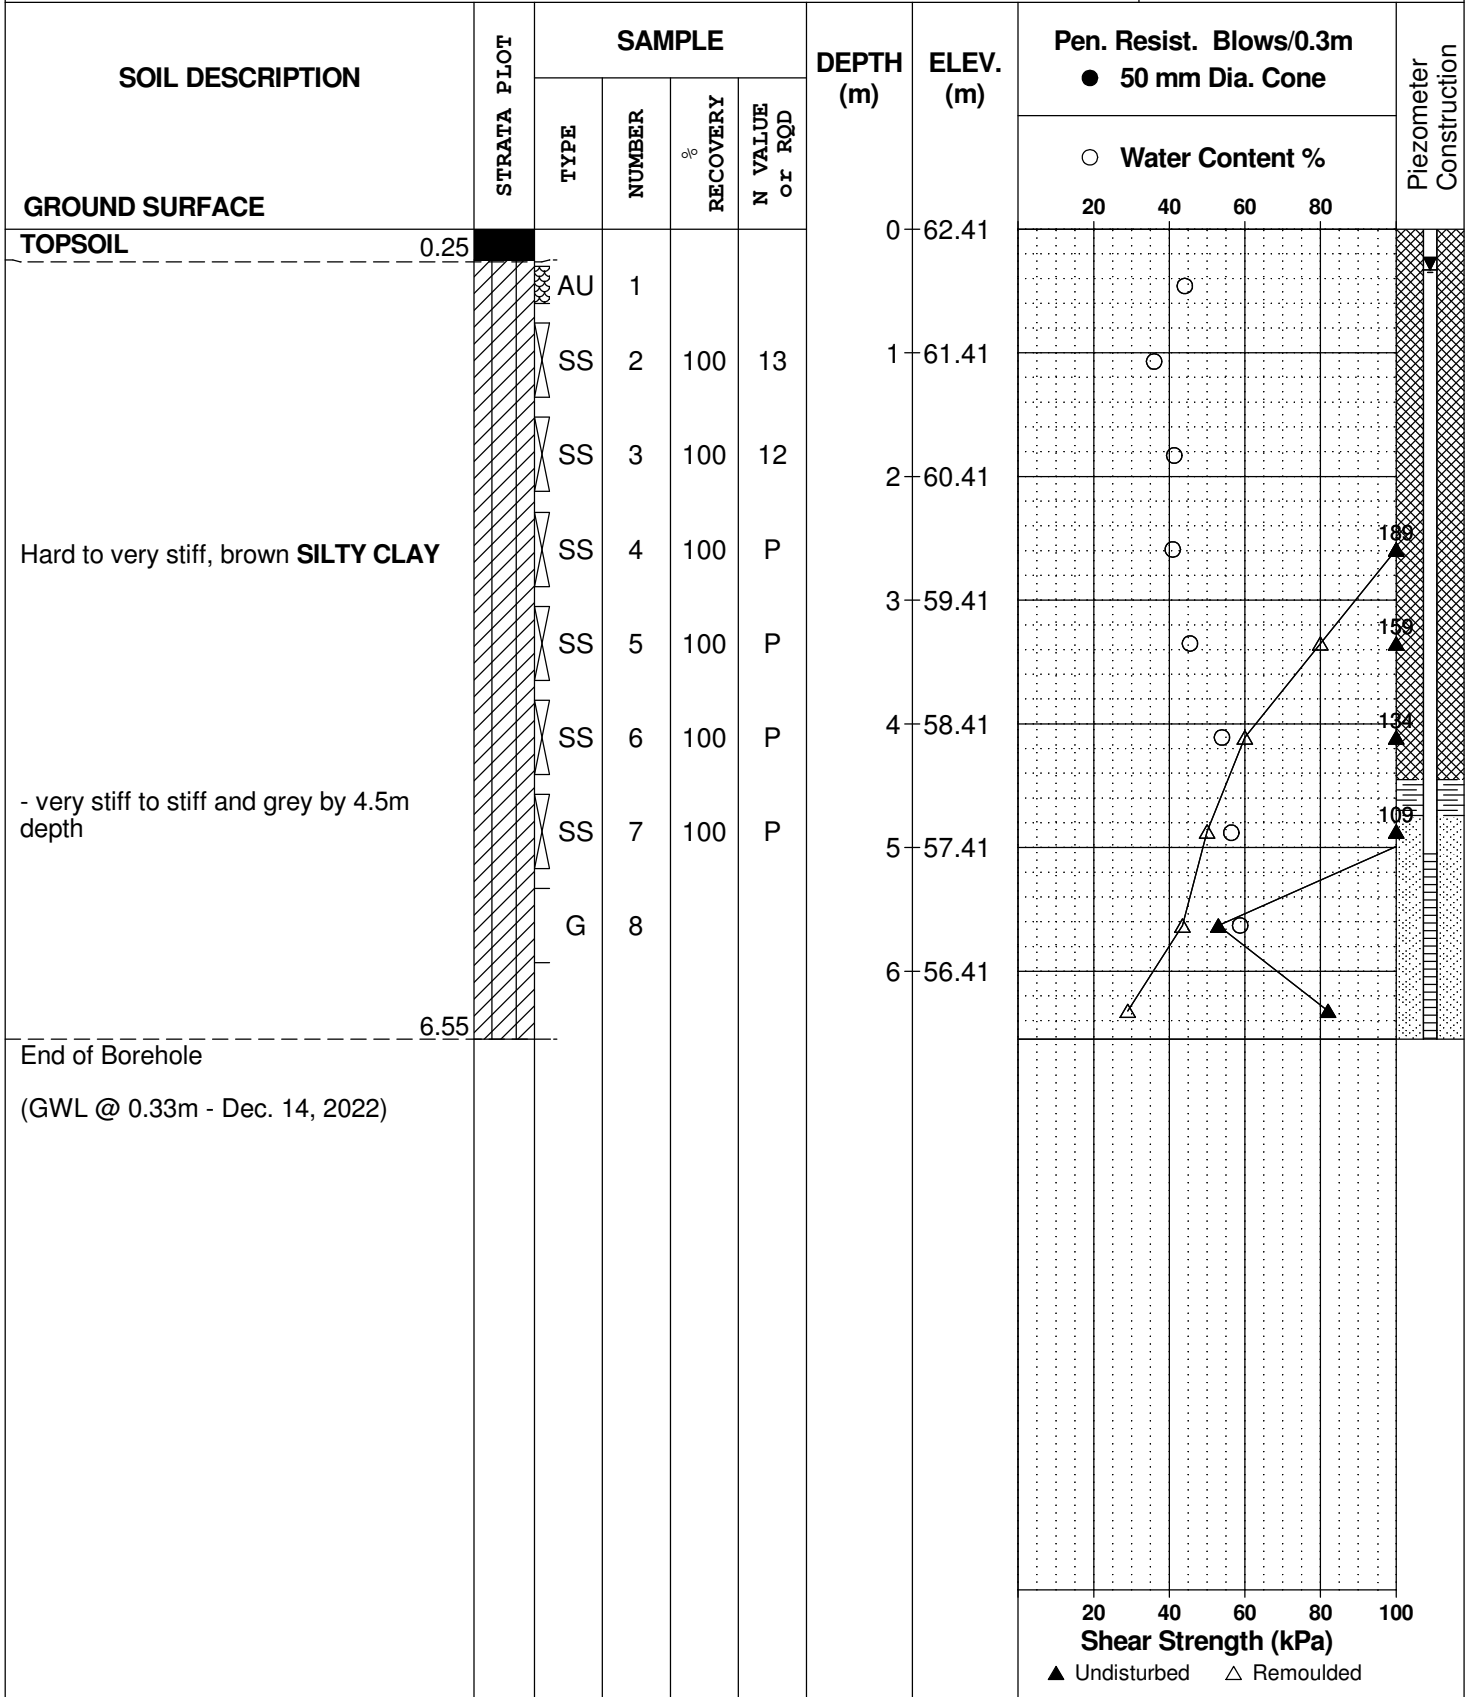 SOIL DESCRIPTION
GROUND SURFACE
STRATA PLOT
SAMPLE
TYPE
NUMBER
%
RECOVERY
N VALUE
or RQD
DEPTH
(m)
ELEV.
(m)
Pen. Resist. Blows/0.3m
● 50 mm Dia. Cone
○ Water Content %
20 40 60 80
Piezometer
Construction
TOPSOIL 0.25
0 62.41
AU 1
SS 2 100 13
1 61.41
SS 3 100 12
2 60.41
Hard to very stiff, brown SILTY CLAY
SS 4 100 P
189
3 59.41
SS 5 100 P
159
4 58.41
SS 6 100 P
134
- very stiff to stiff and grey by 4.5m
depth
SS 7 100 P
109
5 57.41
G 8
6 56.41
6.55
End of Borehole
(GWL @ 0.33m - Dec. 14, 2022)
20 40 60 80 100
Shear Strength (kPa)
▲ Undisturbed △ Remoulded